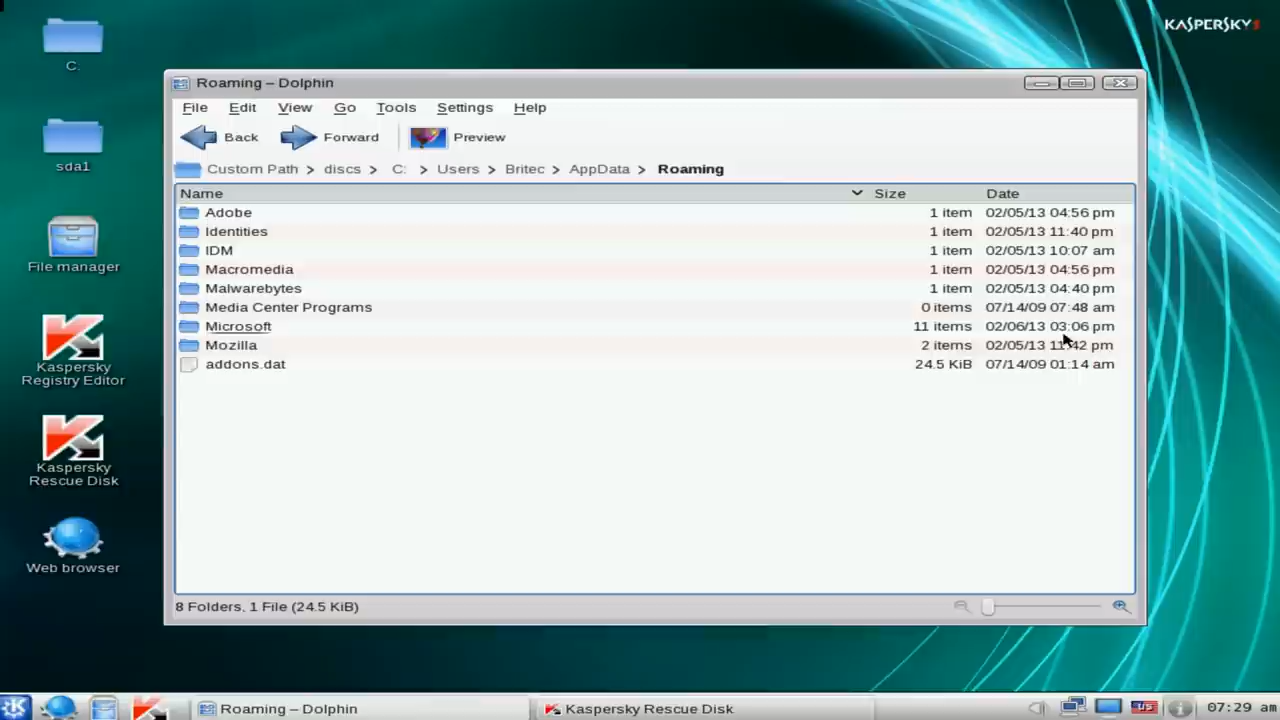 KASPERSKY
C.
sda1
File manager
Kaspersky
Registry Editor
Kaspersky
Rescue Disk
Web browser
Roaming – Dolphin
File Edit View Go Tools Settings Help
Back Forward Preview
Custom Path > discs > C: > Users > Britec > AppData > Roaming
Name Size Date
Adobe 1 item 02/05/13 04:56 pm
Identities 1 item 02/05/13 11:40 pm
IDM 1 item 02/05/13 10:07 am
Macromedia 1 item 02/05/13 04:56 pm
Malwarebytes 1 item 02/05/13 04:40 pm
Media Center Programs 0 items 07/14/09 07:48 am
Microsoft 11 items 02/06/13 03:06 pm
Mozilla 2 items 02/05/13 11:42 pm
addons.dat 24.5 KiB 07/14/09 01:14 am
8 Folders, 1 File (24.5 KiB)
Roaming – Dolphin
Kaspersky Rescue Disk
US
07:29 am